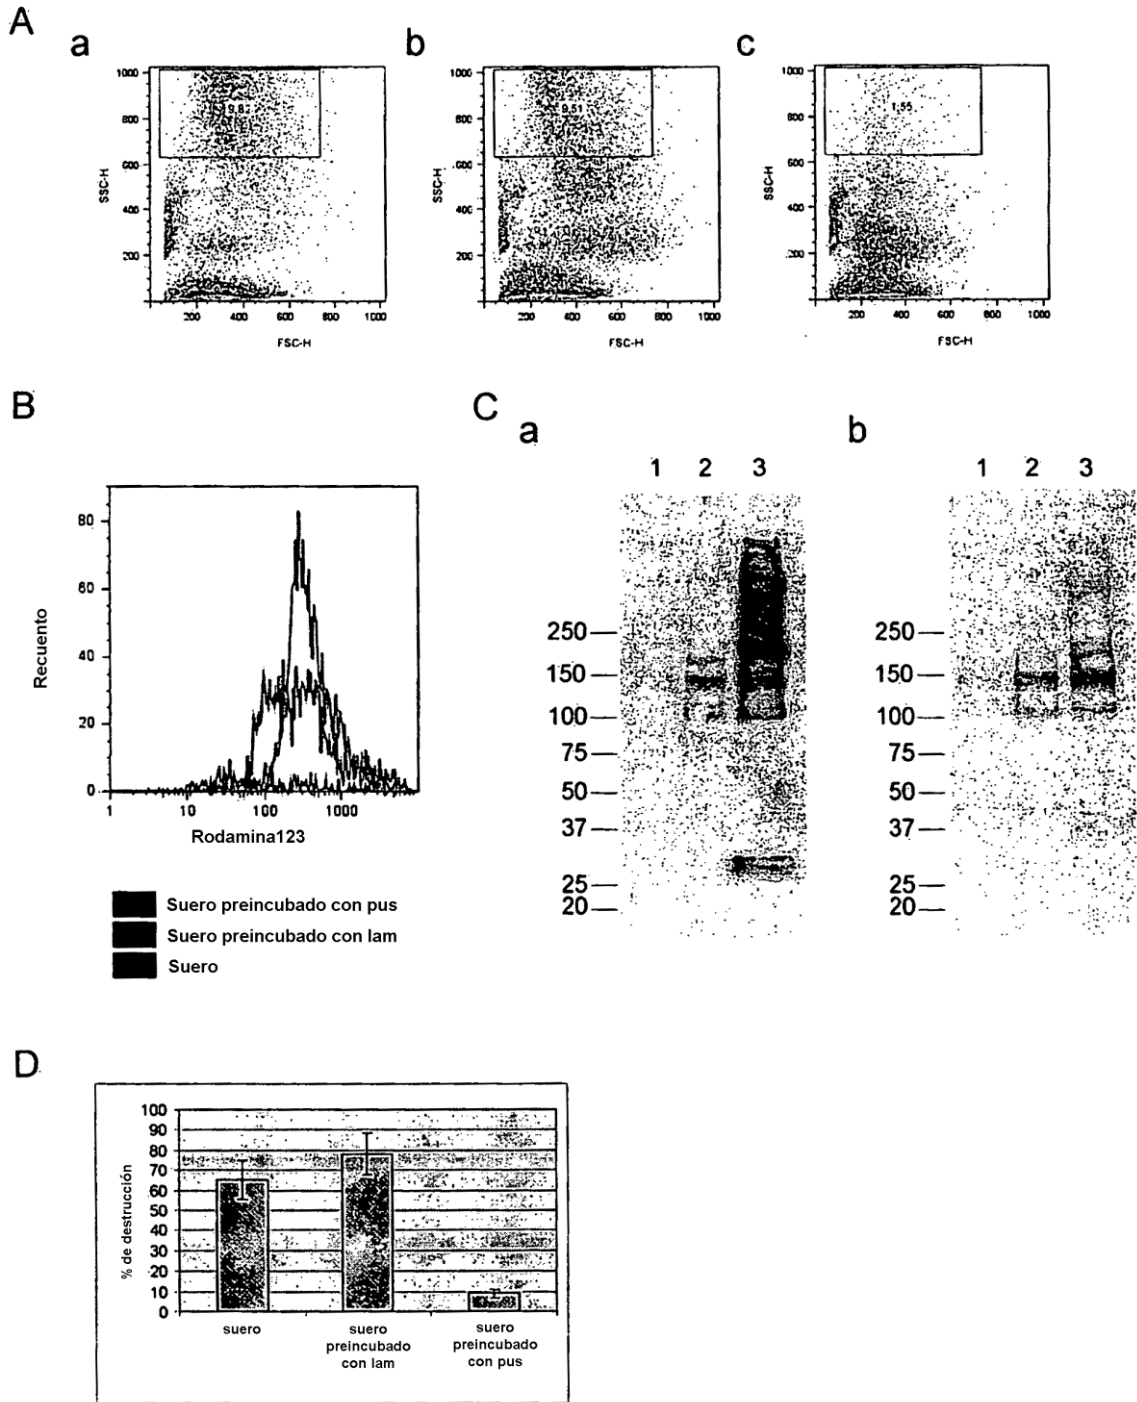 A
a
b
c
1000
800
600
400
200
SSC-H
200 400 600 800 1000
FSC-H
1000
800
600
400
200
SSC-H
9.51
200 400 600 800 1000
FSC-H
1000
800
600
400
200
SSC-H
1.55
200 400 600 800 1000
FSC-H
B
Recuento
80
60
40
20
0
1 10 100 1000
Rodamina123
Suero preincubado con pus
Suero preincubado con lam
Suero
C
a
1 2 3
250
150
100
75
50
37
25
20
b
1 2 3
250
150
100
75
50
37
25
20
D
% de destrucción
100
90
80
70
60
50
40
30
20
10
0
suero
suero
preincubado
con lam
suero
preincubado
con pus